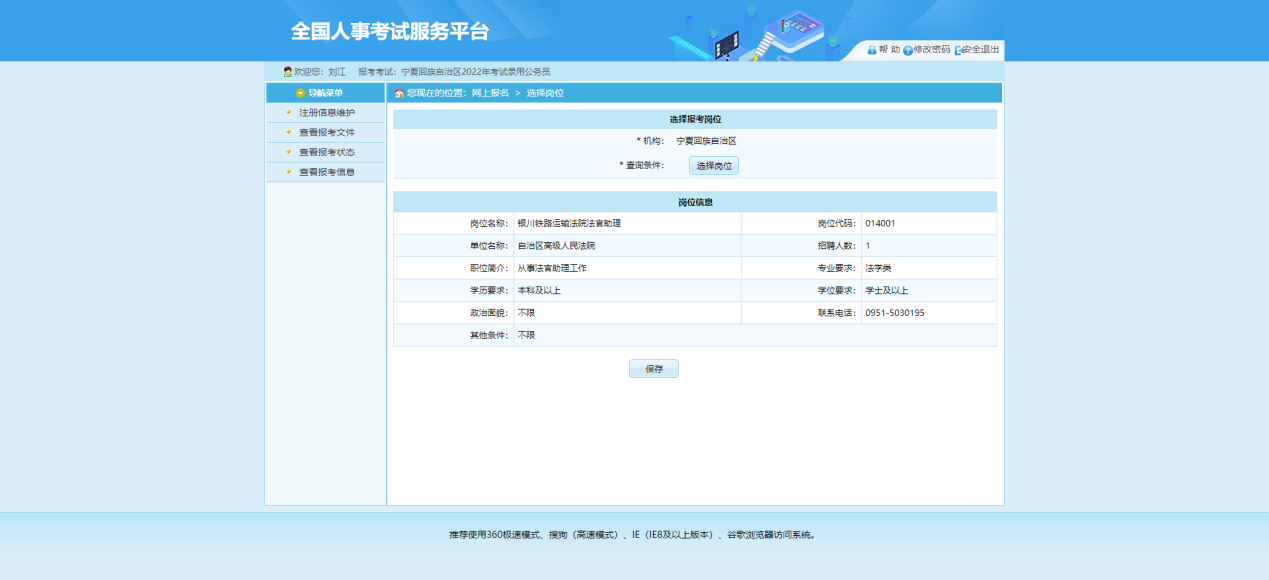 全国人事考试服务平台
帮 助 修改密码 安全退出
欢迎您：刘江 报考考试：宁夏回族自治区2022年考试录用公务员
导航菜单
注册信息维护
查看报考文件
查看报考状态
查看报考信息
您现在的位置：网上报名 > 选择岗位
选择报考岗位
* 机构： 宁夏回族自治区
* 查询条件： 选择岗位
岗位信息
岗位名称： 银川铁路运输法院法官助理 岗位代码： 014001
单位名称： 自治区高级人民法院 招聘人数： 1
职位简介： 从事法官助理工作 专业要求： 法学类
学历要求： 本科及以上 学位要求： 学士及以上
政治面貌： 不限 联系电话： 0951-5030195
其他条件： 不限
保存
推荐使用360极速模式、搜狗（高速模式）、IE（IE8及以上版本）、谷歌浏览器访问系统。